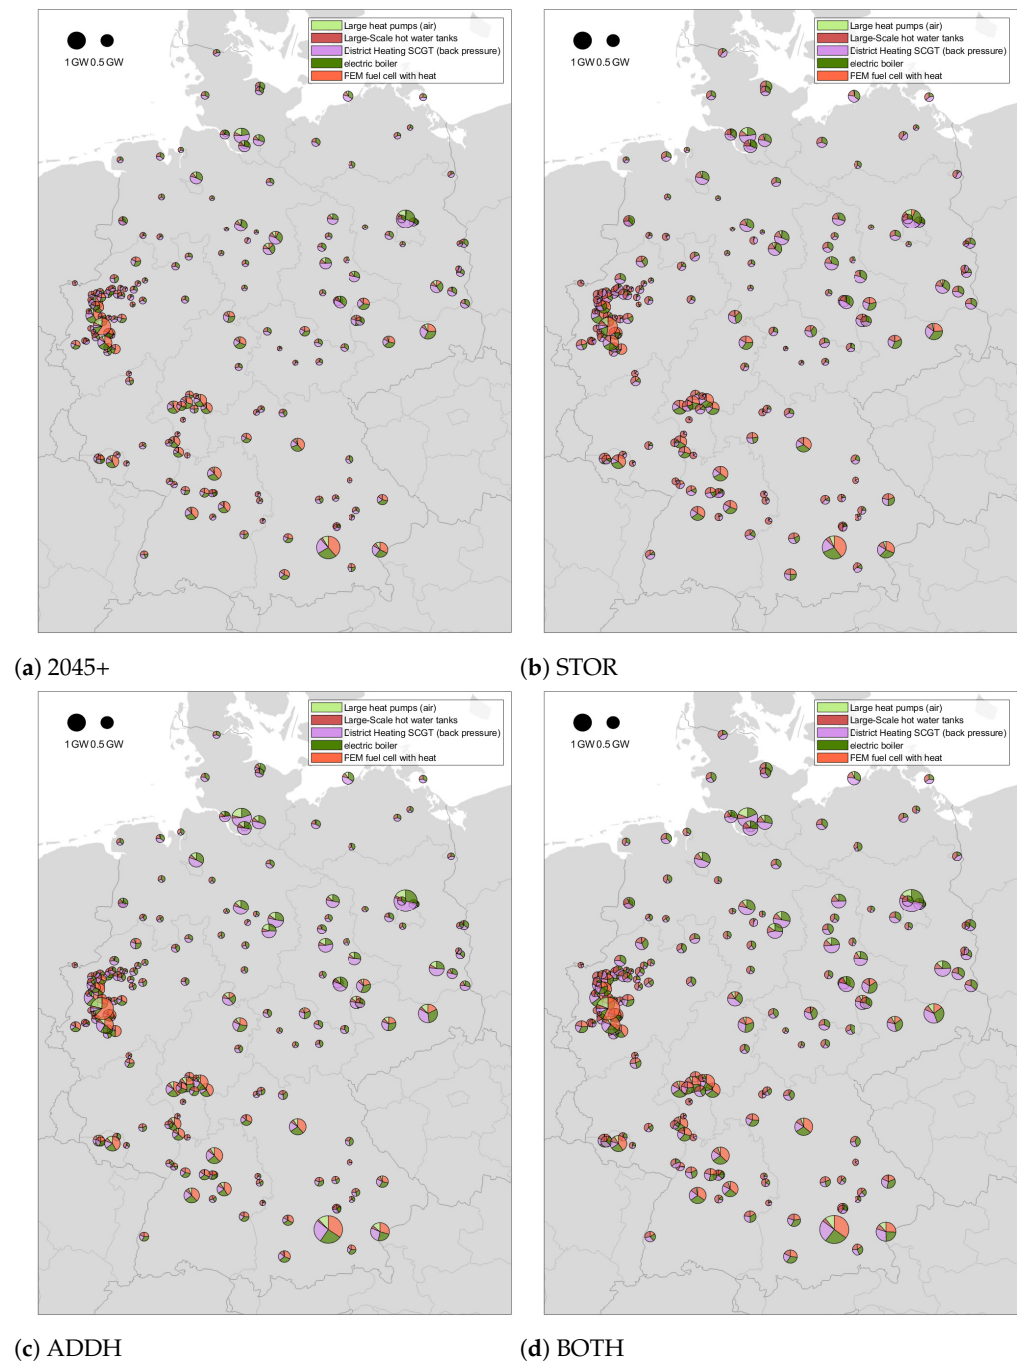 Large heat pumps (air)
Large-Scale hot water tanks
District Heating SCGT (back pressure)
electric boiler
FEM fuel cell with heat
1 GW 0.5 GW
(a) 2045+
Large heat pumps (air)
Large-Scale hot water tanks
District Heating SCGT (back pressure)
electric boiler
FEM fuel cell with heat
1 GW 0.5 GW
(b) STOR
Large heat pumps (air)
Large-Scale hot water tanks
District Heating SCGT (back pressure)
electric boiler
FEM fuel cell with heat
1 GW 0.5 GW
(c) ADDH
Large heat pumps (air)
Large-Scale hot water tanks
District Heating SCGT (back pressure)
electric boiler
FEM fuel cell with heat
1 GW 0.5 GW
(d) BOTH